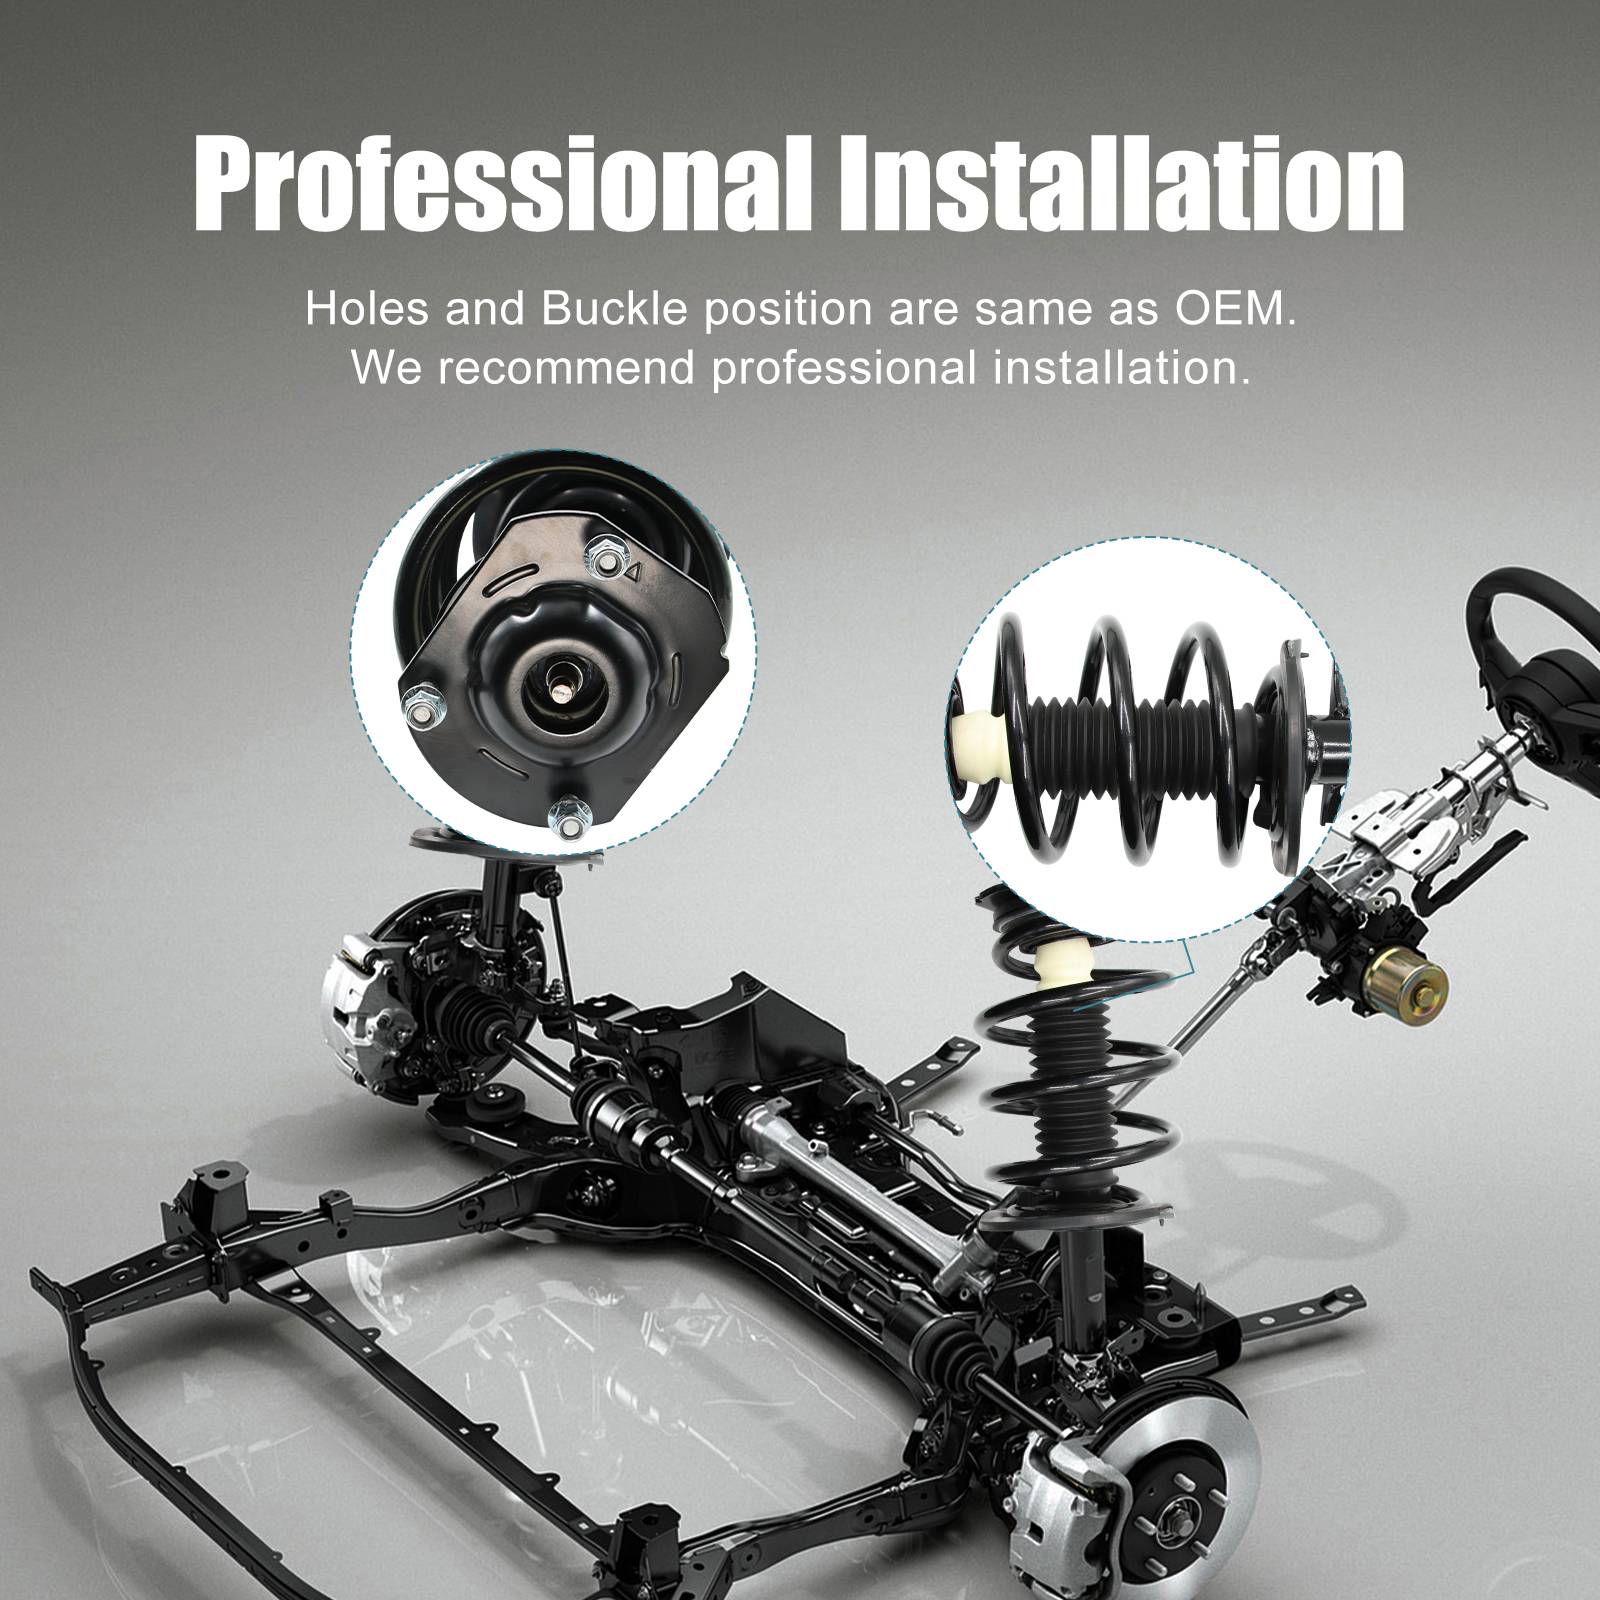 Professional Installation
Holes and Buckle position are same as OEM.
We recommend professional installation.